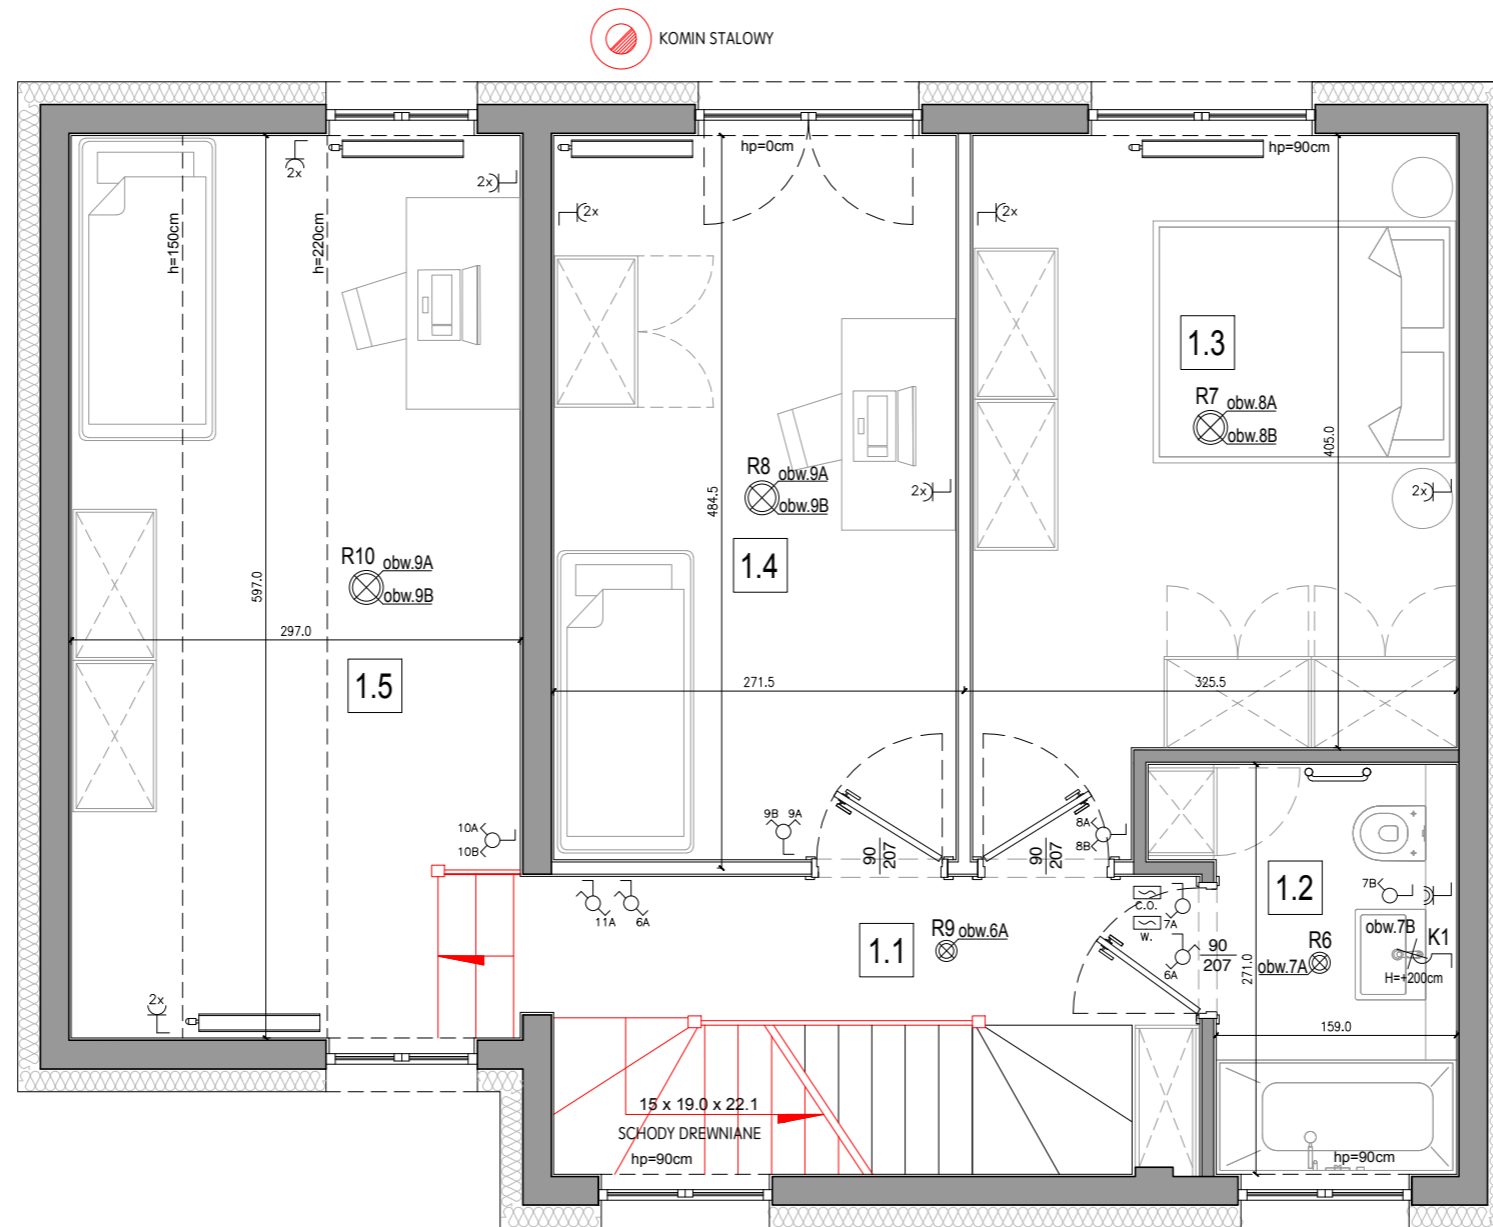 KOMIN STALOWY
hp=0cm
hp=90cm
2x
2x
2x
2x
h=150cm
h=220cm
1.3
R7 obw.8A
obw.8B
405.0
R8 obw.9A
obw.9B
484.5
2x
2x
1.4
R10 obw.9A
obw.9B
597.0
297.0
1.5
271.5
325.5
10A
10B
9B 9A
90
207
90
207
8A
8B
11A
6A
C.O.
W.
7A
6A
90
207
1.2
7B
obw.7B
K1
H=+200cm
R6
obw.7A
271.0
159.0
1.1
R9 obw.6A
2x
15 x 19.0 x 22.1
SCHODY DREWNIANE
hp=90cm
hp=90cm